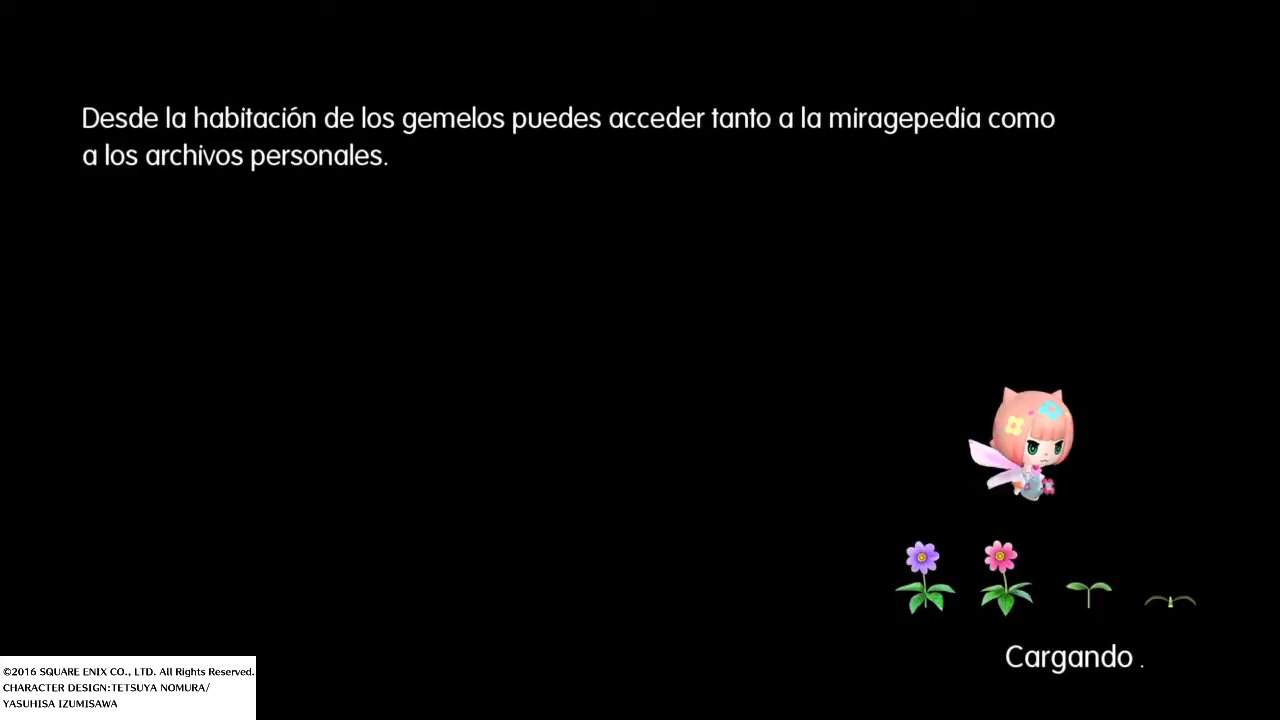 Desde la habitación de los gemelos puedes acceder tanto a la miragepedia como
a los archivos personales.
Cargando .
©2016 SQUARE ENIX CO., LTD. All Rights Reserved.
CHARACTER DESIGN:TETSUYA NOMURA/
YASUHISA IZUMISAWA